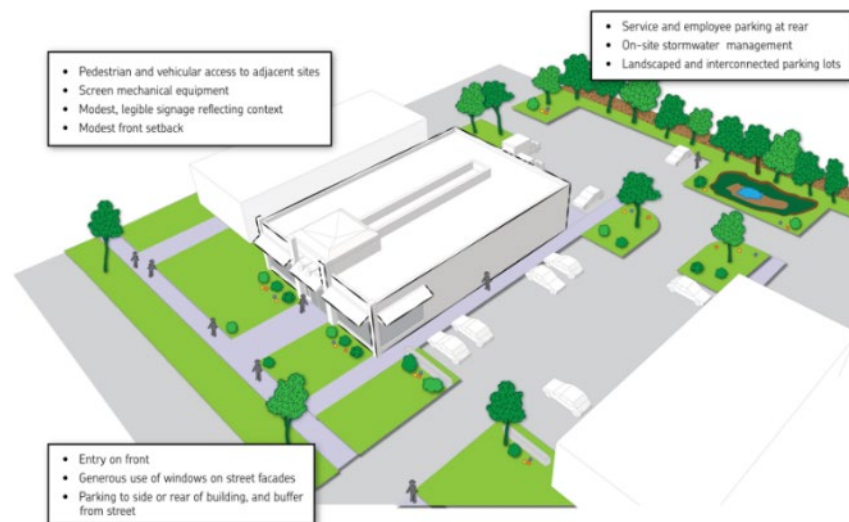 • Pedestrian and vehicular access to adjacent sites
• Screen mechanical equipment
• Modest, legible signage reflecting context
• Modest front setback
• Service and employee parking at rear
• On-site stormwater management
• Landscaped and interconnected parking lots
• Entry on front
• Generous use of windows on street facades
• Parking to side or rear of building, and buffer
from street